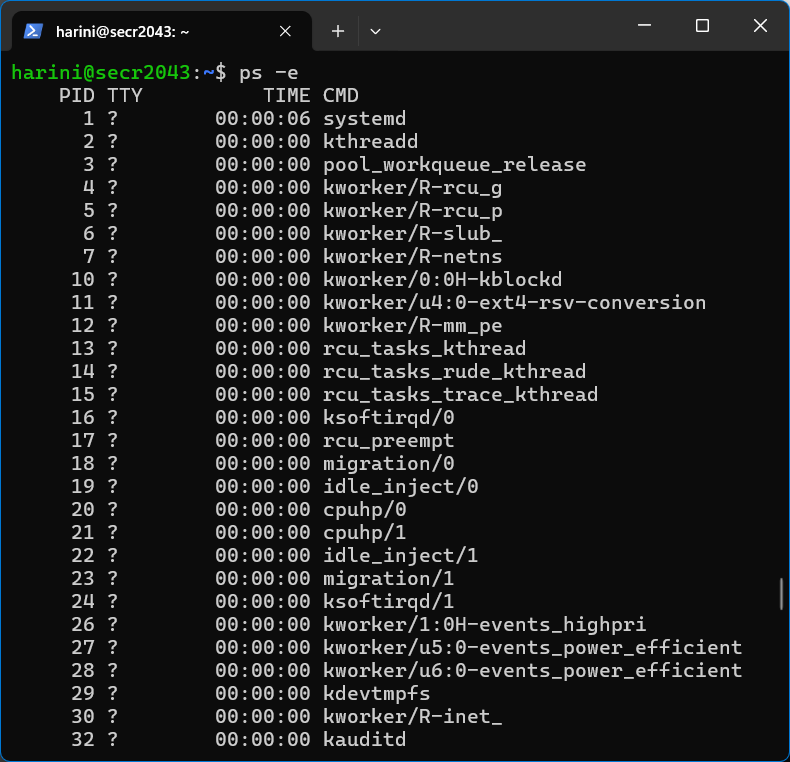 harini@secr2043: ~
harini@secr2043:~$ ps -e
    PID TTY          TIME CMD
      1 ?        00:00:06 systemd
      2 ?        00:00:00 kthreadd
      3 ?        00:00:00 pool_workqueue_release
      4 ?        00:00:00 kworker/R-rcu_g
      5 ?        00:00:00 kworker/R-rcu_p
      6 ?        00:00:00 kworker/R-slub_
      7 ?        00:00:00 kworker/R-netns
     10 ?        00:00:00 kworker/0:0H-kblockd
     11 ?        00:00:00 kworker/u4:0-ext4-rsv-conversion
     12 ?        00:00:00 kworker/R-mm_pe
     13 ?        00:00:00 rcu_tasks_kthread
     14 ?        00:00:00 rcu_tasks_rude_kthread
     15 ?        00:00:00 rcu_tasks_trace_kthread
     16 ?        00:00:00 ksoftirqd/0
     17 ?        00:00:00 rcu_preempt
     18 ?        00:00:00 migration/0
     19 ?        00:00:00 idle_inject/0
     20 ?        00:00:00 cpuhp/0
     21 ?        00:00:00 cpuhp/1
     22 ?        00:00:00 idle_inject/1
     23 ?        00:00:00 migration/1
     24 ?        00:00:00 ksoftirqd/1
     26 ?        00:00:00 kworker/1:0H-events_highpri
     27 ?        00:00:00 kworker/u5:0-events_power_efficient
     28 ?        00:00:00 kworker/u6:0-events_power_efficient
     29 ?        00:00:00 kdevtmpfs
     30 ?        00:00:00 kworker/R-inet_
     32 ?        00:00:00 kauditd